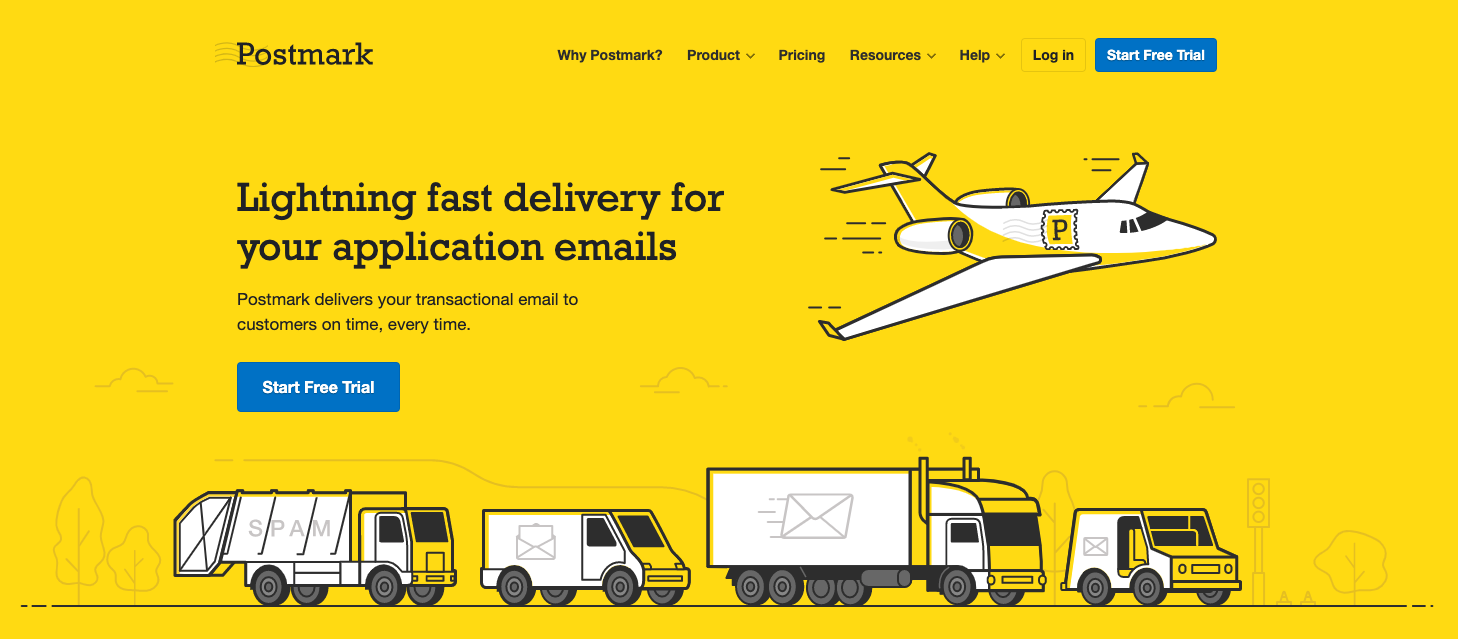 Postmark
Why Postmark? Product Pricing Resources Help Log in Start Free Trial
Lightning fast delivery for
your application emails
Postmark delivers your transactional email to
customers on time, every time.
Start Free Trial
P
SPAM